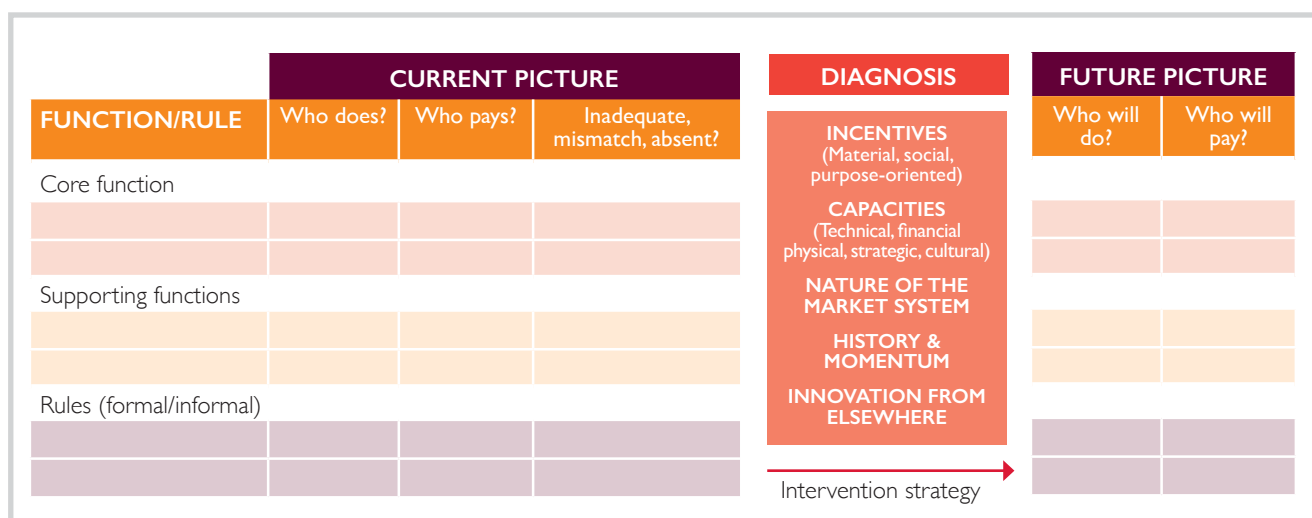 CURRENT PICTURE
FUNCTION/RULE
Who does?
Who pays?
Inadequate,
mismatch, absent?
Core function
Supporting functions
Rules (formal/informal)
DIAGNOSIS
INCENTIVES
(Material, social,
purpose-oriented)
CAPACITIES
(Technical, financial
physical, strategic, cultural)
NATURE OF THE
MARKET SYSTEM
HISTORY &
MOMENTUM
INNOVATION FROM
ELSEWHERE
Intervention strategy
FUTURE PICTURE
Who will
do?
Who will
pay?